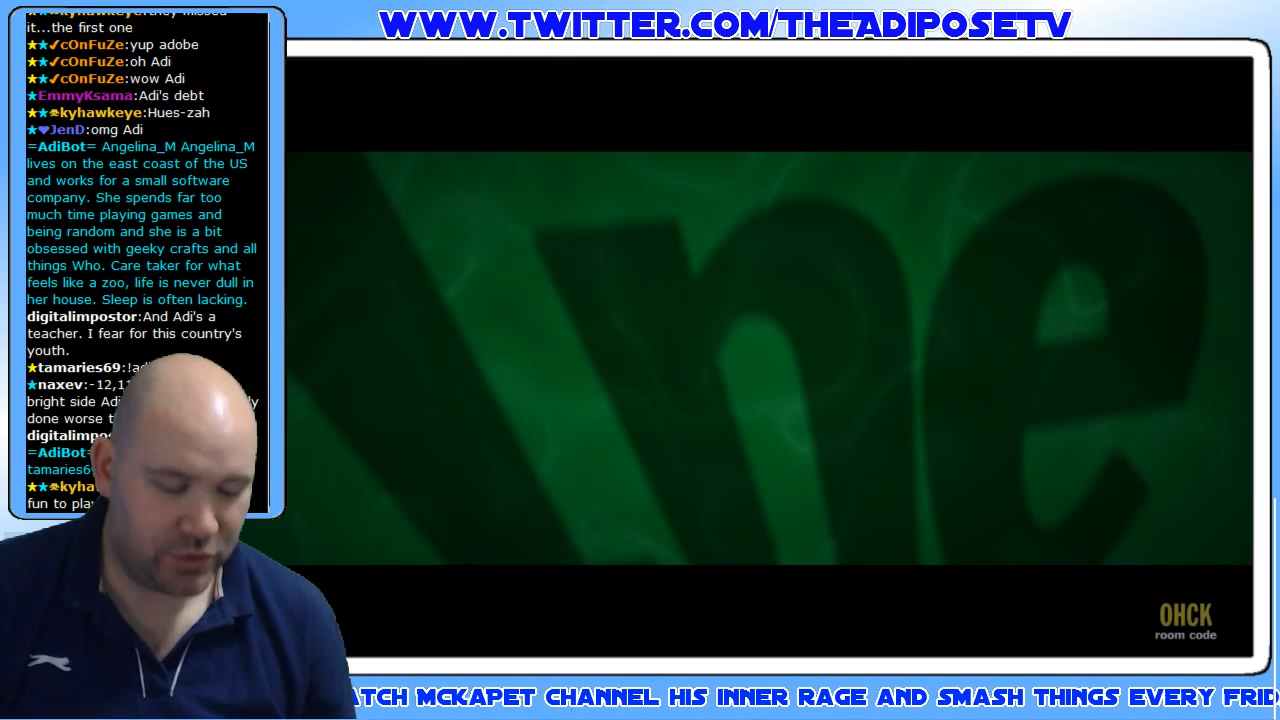 WWW.TWITTER.COM/THEADIPOSETV
it...the first one
cOnFuZe:yup adobe
cOnFuZe:oh Adi
cOnFuZe:wow Adi
EmmyKsama:Adi's debt
kyhawkeye:Hues-zah
JenD:omg Adi
=AdiBot= Angelina_M Angelina_M
lives on the east coast of the US
and works for a small software
company. She spends far too
much time playing games and
being random and she is a bit
obsessed with geeky crafts and all
things Who. Care taker for what
feels like a zoo, life is never dull in
her house. Sleep is often lacking.
digitalimpostor:And Adi's a
teacher. I fear for this country's
youth.
tamaries69:
naxev:-12,
bright side
done worse
=AdiBot=
fun to
ne
OHCK
room code
MCKAPET CHANNEL HIS INNER RAGE AND SMASH THINGS EVERY